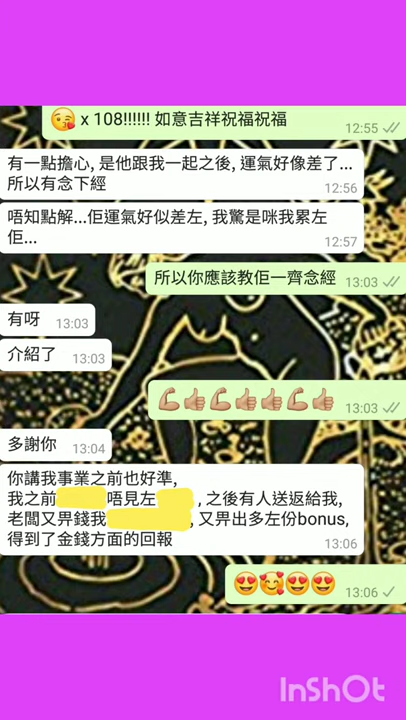 😘 x 108!!!!!! 如意吉祥祝福祝福
12:55
有一點擔心, 是他跟我一起之後, 運氣好像差了...
所以有念下經
12:56
唔知點解...佢運氣好似差左, 我驚是咪我累左
佢...
12:57
所以你應該教佢一齊念經
13:03
有呀
13:03
介紹了
13:03
💪👍💪👍👍💪👍
13:03
多謝你
13:04
你講我事業之前也好準,
我之前 唔見左 , 之後有人送返給我,
老闆又畀錢我 , 又畀出多左份bonus,
得到了金錢方面的回報
13:06
😍🥰😍😍
13:06
InShOt